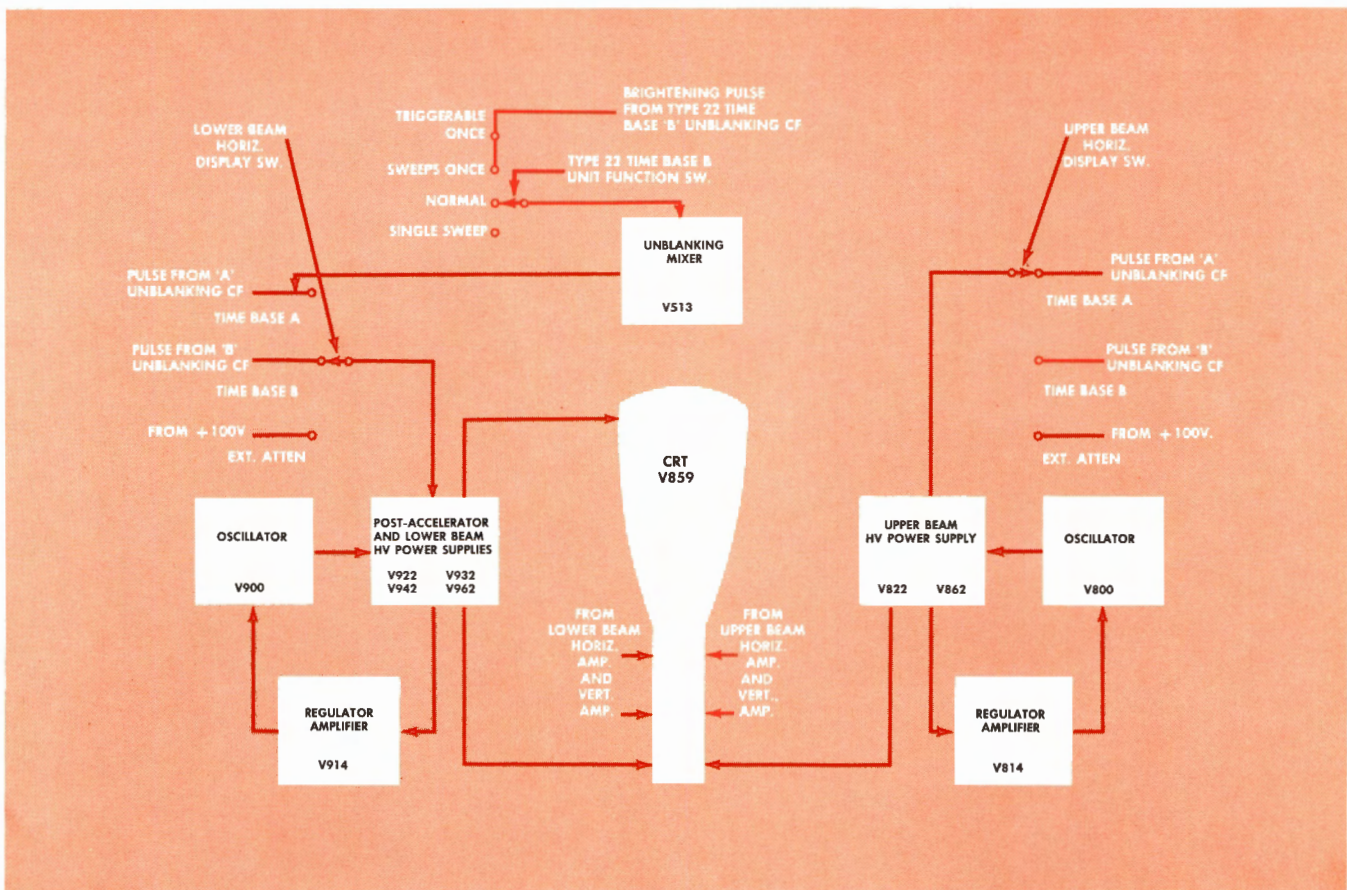 BRIGHTENING PULSE
FROM TYPE 22 TIME
BASE 'B' UNBLANKING CF
TRIGGERABLE
ONCE
SWEEPS ONCE
NORMAL
SINGLE SWEEP
TYPE 22 TIME BASE B
UNIT FUNCTION SW.
LOWER BEAM
HORIZ.
DISPLAY SW.
UPPER BEAM
HORIZ.
DISPLAY SW.
UNBLANKING
MIXER
V513
PULSE FROM 'A'
UNBLANKING CF
TIME BASE A
PULSE FROM 'B'
UNBLANKING CF
TIME BASE B
FROM +100V
EXT. ATTEN
PULSE FROM 'A'
UNBLANKING CF
TIME BASE A
PULSE FROM 'B'
UNBLANKING CF
TIME BASE B
FROM +100V.
EXT. ATTEN
CRT
V859
OSCILLATOR
V900
POST-ACCELERATOR
AND LOWER BEAM
HV POWER SUPPLIES
V922 V932
V942 V962
UPPER BEAM
HV POWER SUPPLY
V822 V862
OSCILLATOR
V800
FROM
LOWER BEAM
HORIZ.
AMP.
AND
VERT.
AMP.
FROM
UPPER BEAM
HORIZ.
AMP.
AND
VERT..
AMP.
REGULATOR
AMPLIFIER
V914
REGULATOR
AMPLIFIER
V814